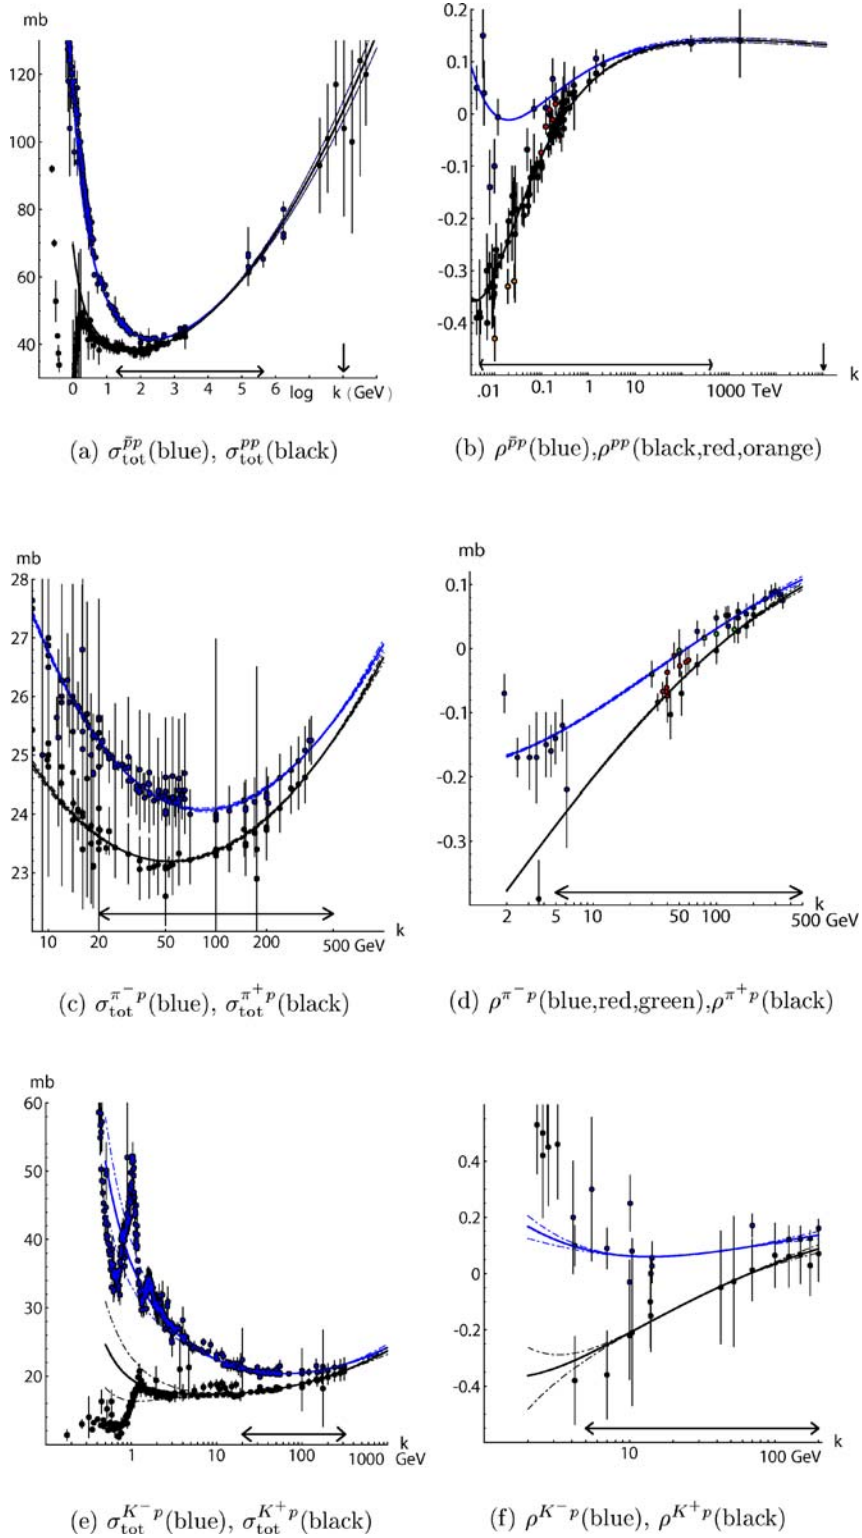 mb
120
100
80
60
40
0 1 2 3 4 5 6 log k (GeV)
(a) σ_tot^{p̄p}(blue), σ_tot^{pp}(black)
0.2
0.1
0
-0.1
-0.2
-0.3
-0.4
k
.01 0.1 1 10 1000 TeV
(b) ρ^{p̄p}(blue),ρ^{pp}(black,red,orange)
mb
28
27
26
25
24
23
k
10 20 50 100 200 500 GeV
(c) σ_tot^{π⁻p}(blue), σ_tot^{π⁺p}(black)
mb
0.1
0
-0.1
-0.2
-0.3
k
2 5 10 50 100 500 GeV
(d) ρ^{π⁻p}(blue,red,green),ρ^{π⁺p}(black)
mb
60
50
40
30
20
k
1 10 100 1000 GeV
(e) σ_tot^{K⁻p}(blue), σ_tot^{K⁺p}(black)
0.4
0.2
0
-0.2
-0.4
k
10 100 GeV
(f) ρ^{K⁻p}(blue), ρ^{K⁺p}(black)